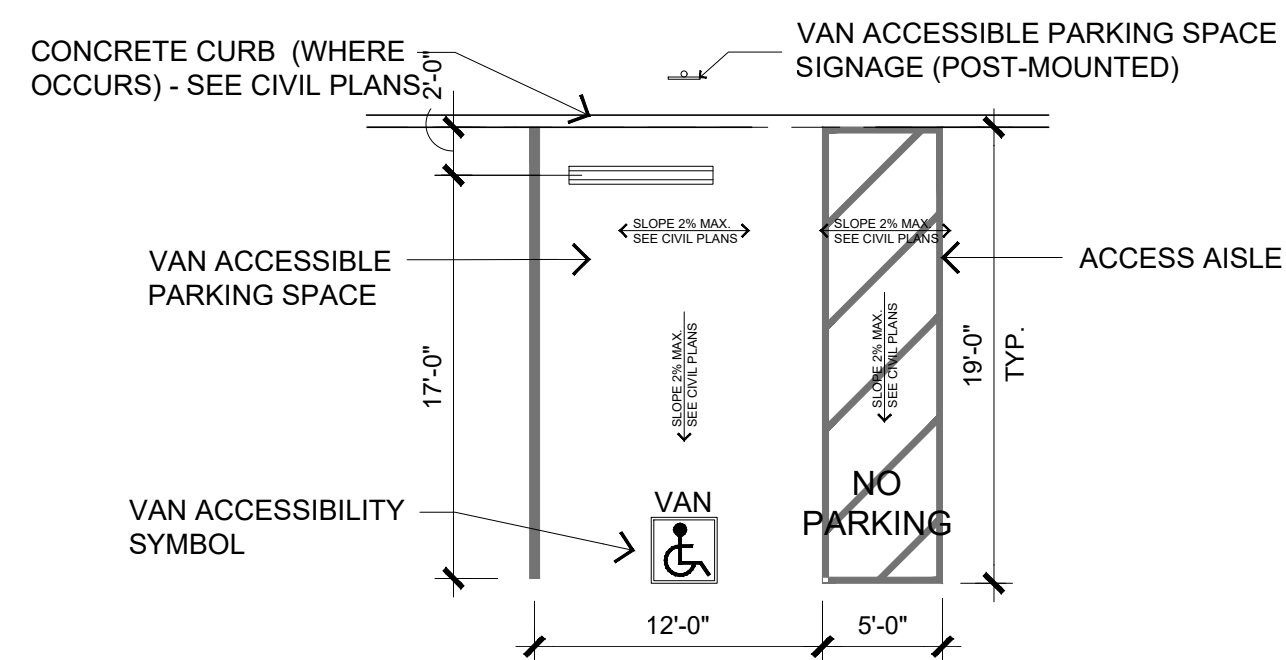 CONCRETE CURB (WHERE
OCCURS) - SEE CIVIL PLANS
2'-0"
VAN ACCESSIBLE PARKING SPACE
SIGNAGE (POST-MOUNTED)
SLOPE 2% MAX.
SEE CIVIL PLANS
SLOPE 2% MAX.
SEE CIVIL PLANS
VAN ACCESSIBLE
PARKING SPACE
ACCESS AISLE
17'-0"
SLOPE 2% MAX.
SEE CIVIL PLANS
SLOPE 2% MAX.
SEE CIVIL PLANS
19'-0"
TYP.
VAN ACCESSIBILITY
SYMBOL
VAN
NO
PARKING
12'-0"
5'-0"